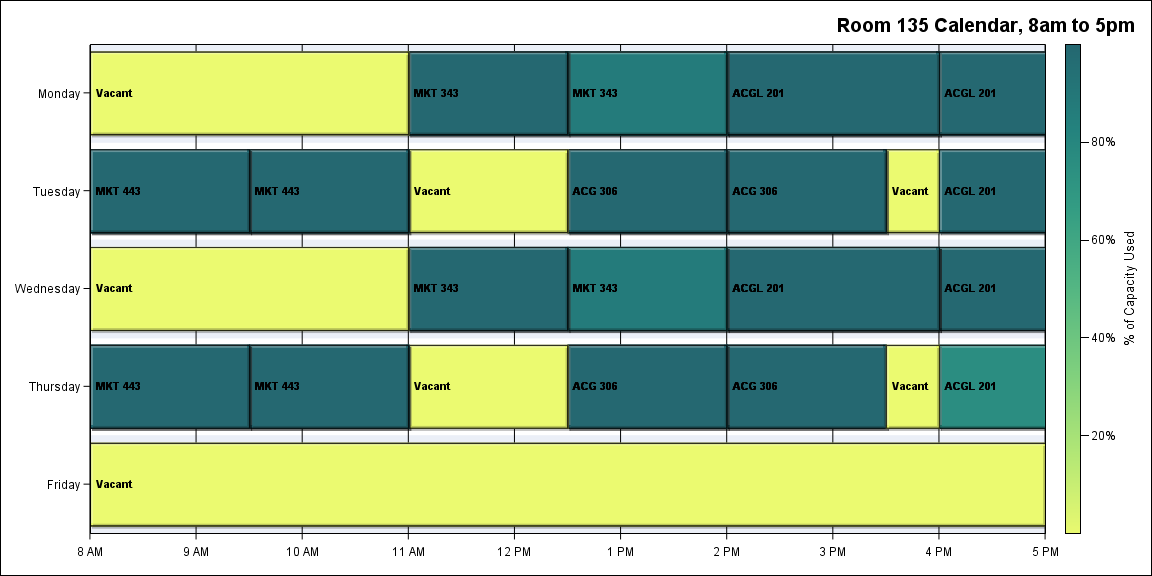 Room 135 Calendar, 8am to 5pm
Monday
Vacant
MKT 343
MKT 343
ACGL 201
ACGL 201
Tuesday
MKT 443
MKT 443
Vacant
ACG 306
ACG 306
Vacant
ACGL 201
Wednesday
Vacant
MKT 343
MKT 343
ACGL 201
ACGL 201
Thursday
MKT 443
MKT 443
Vacant
ACG 306
ACG 306
Vacant
ACGL 201
Friday
Vacant
8 AM
9 AM
10 AM
11 AM
12 PM
1 PM
2 PM
3 PM
4 PM
5 PM
80%
60%
40%
20%
% of Capacity Used